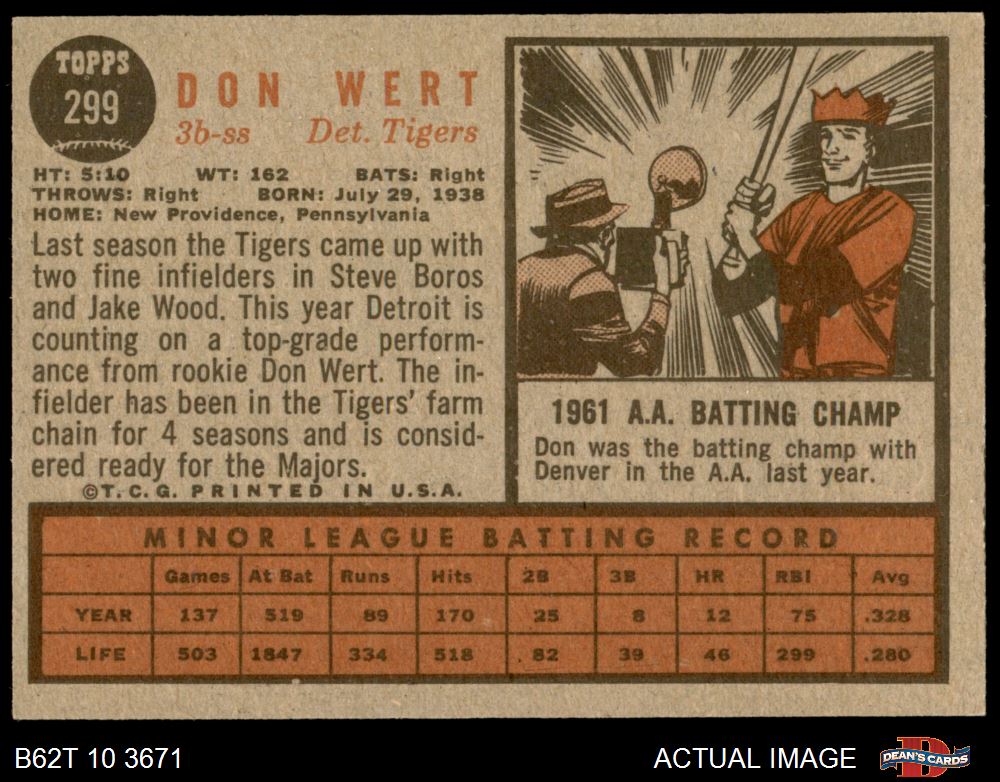 TOPPS
299
DON WERT
3b-ss Det. Tigers
HT: 5:10 WT: 162 BATS: Right
THROWS: Right BORN: July 29, 1938
HOME: New Providence, Pennsylvania
Last season the Tigers came up with
two fine infielders in Steve Boros
and Jake Wood. This year Detroit is
counting on a top-grade perform-
ance from rookie Don Wert. The in-
fielder has been in the Tigers' farm
chain for 4 seasons and is consid-
ered ready for the Majors.
©T.C.G. PRINTED IN U.S.A.
1961 A.A. BATTING CHAMP
Don was the batting champ with
Denver in the A.A. last year.
MINOR LEAGUE BATTING RECORD
Games At Bat Runs Hits 2B 3B HR RBI Avg
YEAR 137 519 89 170 25 8 12 75 .328
LIFE 503 1847 334 518 82 39 46 299 .280
B62T 10 3671
ACTUAL IMAGE
DEAN'S CARDS